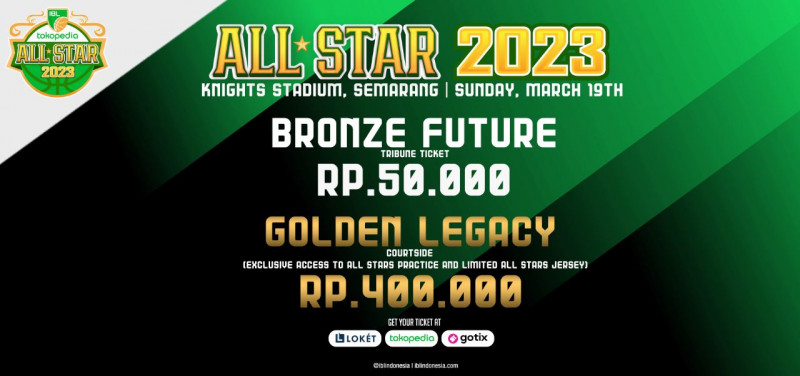 IBL
tokopedia
ALL STAR
2023
ALL STAR 2023
KNIGHTS STADIUM, SEMARANG | SUNDAY, MARCH 19TH
BRONZE FUTURE
TRIBUNE TICKET
RP.50.000
GOLDEN LEGACY
COURTSIDE
(EXCLUSIVE ACCESS TO ALL STARS PRACTICE AND LIMITED ALL STARS JERSEY)
RP.400.000
GET YOUR TICKET AT
LOKÉT tokopedia gotix
@iblindonesia | iblindonesia.com